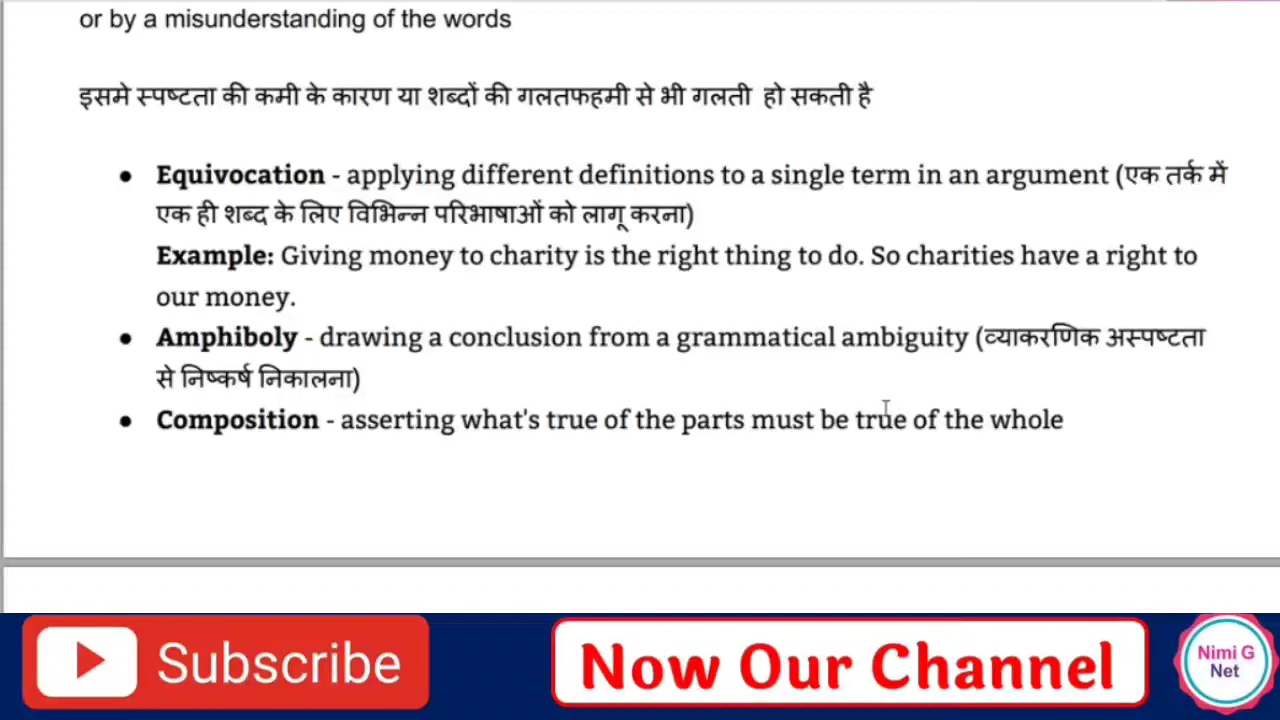 or by a misunderstanding of the words
इसमे स्पष्टता की कमी के कारण या शब्दों की गलतफहमी से भी गलती हो सकती है
● Equivocation - applying different definitions to a single term in an argument (एक तर्क में
एक ही शब्द के लिए विभिन्न परिभाषाओं को लागू करना)
Example: Giving money to charity is the right thing to do. So charities have a right to
our money.
● Amphiboly - drawing a conclusion from a grammatical ambiguity (व्याकरणिक अस्पष्टता
से निष्कर्ष निकालना)
● Composition - asserting what's true of the parts must be true of the whole
Subscribe
Now Our Channel
Nimi G
Net